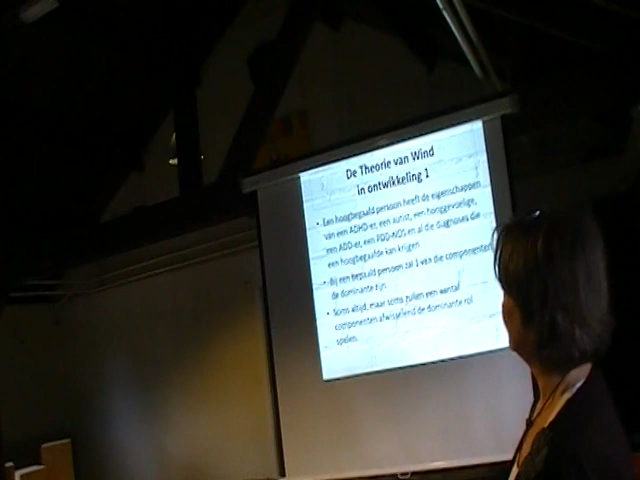 De Theorie van Wind
in ontwikkeling 1
• Een hoogbegaafd persoon heeft de eigenschappen
van een ADHD-er, een autist, een hooggevoelige,
een ADD-er, een PDD-NOS en al die diagnoses die
een hoogbegaafde kan krijgen.
• Bij een bepaald persoon zal 1 van die componenten
de dominante zijn.
• Soms altijd, maar soms zullen een aantal
componenten afwisselend de dominante rol
spelen.